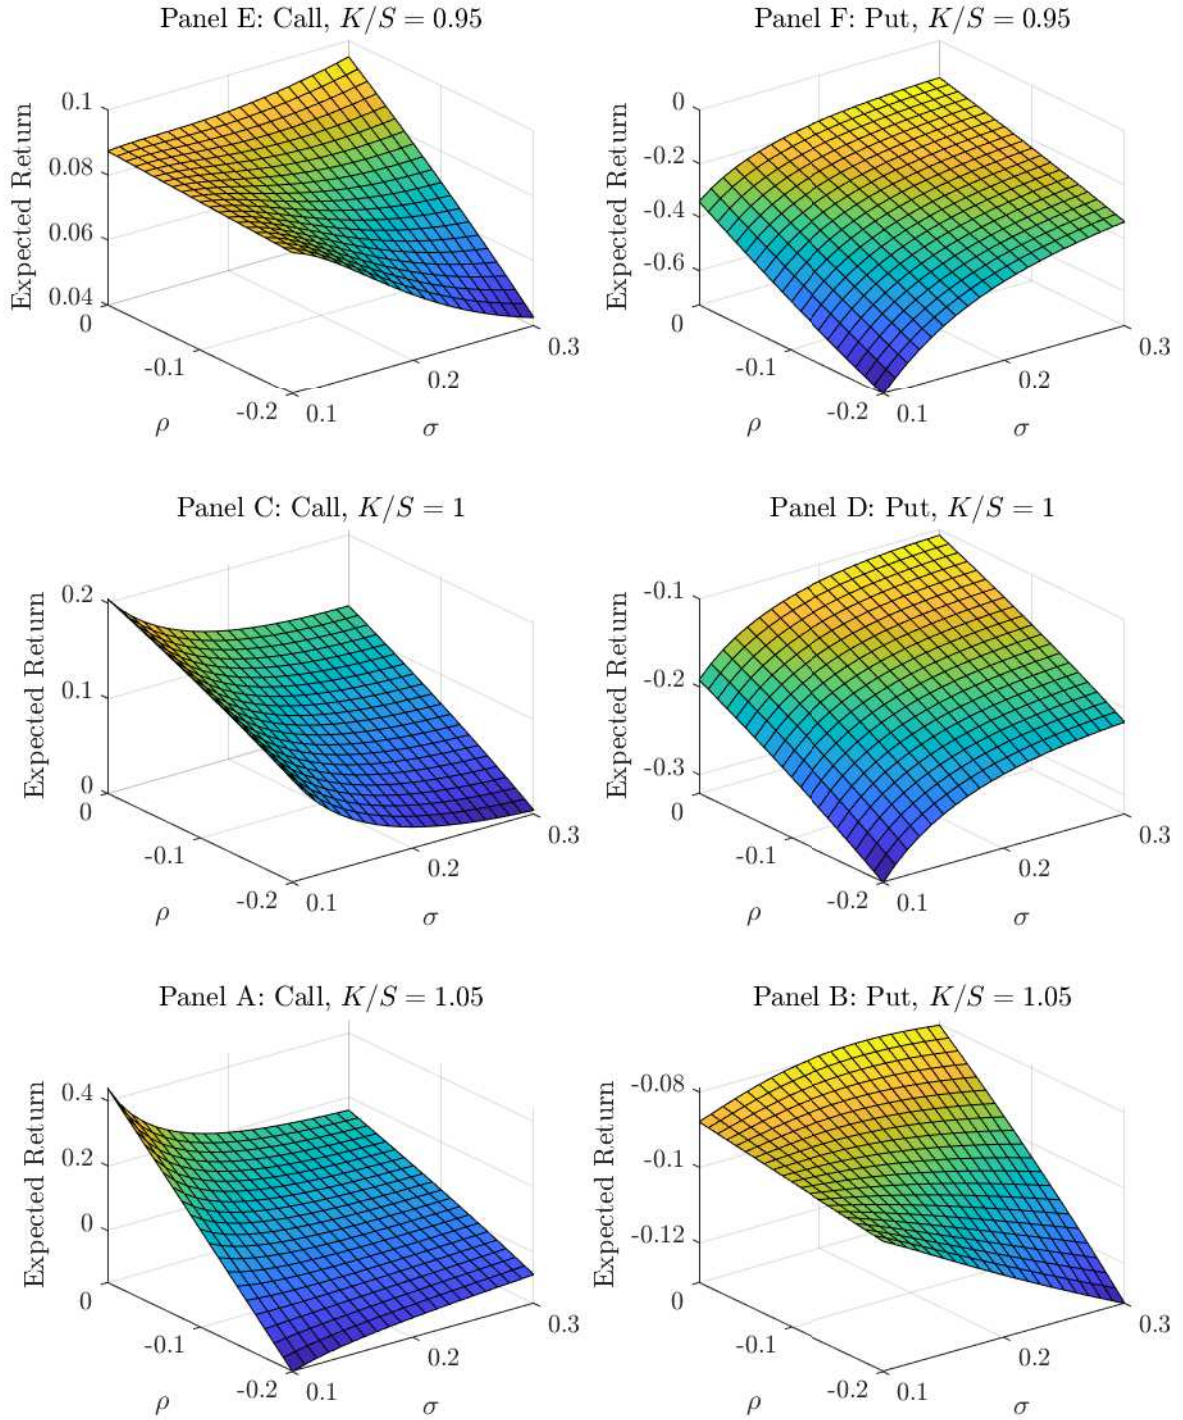 Panel E: Call, K/S = 0.95
Expected Return
0.1
0.08
0.06
0.04
0
-0.1
-0.2
ρ
0.1
0.2
0.3
σ
Panel F: Put, K/S = 0.95
Expected Return
0
-0.2
-0.4
-0.6
0
-0.1
-0.2
ρ
0.1
0.2
0.3
σ
Panel C: Call, K/S = 1
Expected Return
0.2
0.1
0
0
-0.1
-0.2
ρ
0.1
0.2
0.3
σ
Panel D: Put, K/S = 1
Expected Return
-0.1
-0.2
-0.3
0
-0.1
-0.2
ρ
0.1
0.2
0.3
σ
Panel A: Call, K/S = 1.05
Expected Return
0.4
0.2
0
0
-0.1
-0.2
ρ
0.1
0.2
0.3
σ
Panel B: Put, K/S = 1.05
Expected Return
-0.08
-0.1
-0.12
0
-0.1
-0.2
ρ
0.1
0.2
0.3
σ